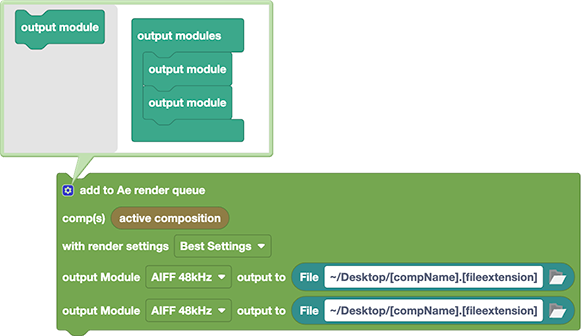 output module
output modules
output module
output module
add to Ae render queue
comp(s) active composition
with render settings Best Settings
output Module AIFF 48kHz output to File ~/Desktop/[compName].[fileextension]
output Module AIFF 48kHz output to File ~/Desktop/[compName].[fileextension]